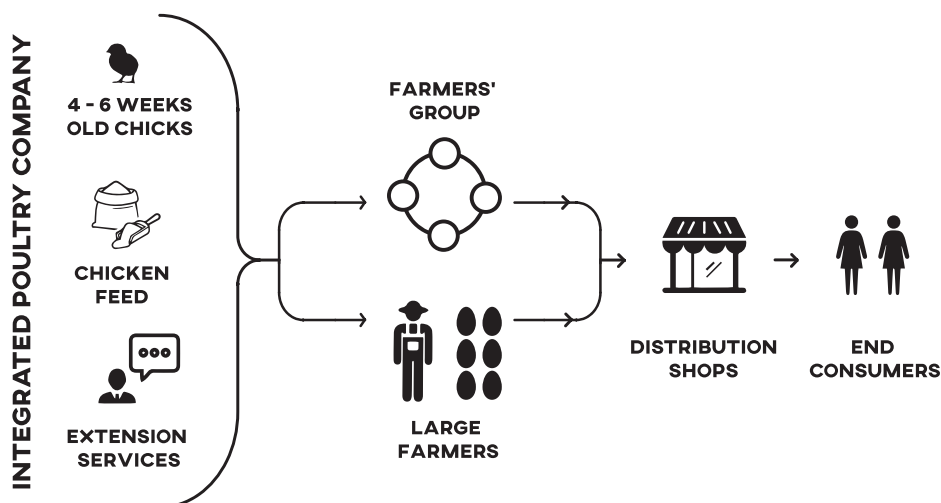 INTEGRATED POULTRY COMPANY
4 - 6 WEEKS
OLD CHICKS
CHICKEN
FEED
EXTENSION
SERVICES
FARMERS'
GROUP
LARGE
FARMERS
DISTRIBUTION
SHOPS
END
CONSUMERS